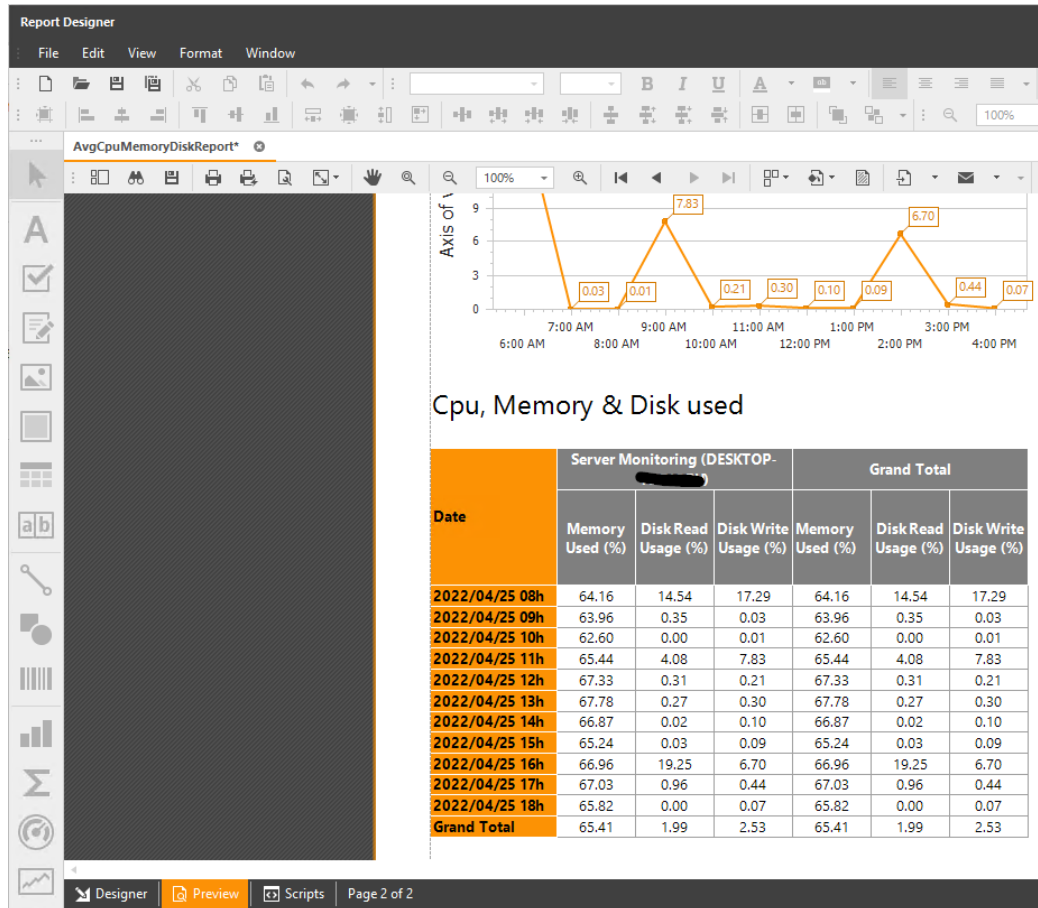 Report Designer
File Edit View Format Window
B I U A ab
100%
AvgCpuMemoryDiskReport*
100%
A
a b
Axis of
9
6
3
0
7.83
6.70
0.03 0.01 0.21 0.30 0.10 0.09 0.44 0.07
7:00 AM 9:00 AM 11:00 AM 1:00 PM 3:00 PM
6:00 AM 8:00 AM 10:00 AM 12:00 PM 2:00 PM 4:00 PM
Cpu, Memory & Disk used
Date
Server Monitoring (DESKTOP-
Grand Total
Memory Used (%) Disk Read Usage (%) Disk Write Usage (%) Memory Used (%) Disk Read Usage (%) Disk Write Usage (%)
2022/04/25 08h 64.16 14.54 17.29 64.16 14.54 17.29
2022/04/25 09h 63.96 0.35 0.03 63.96 0.35 0.03
2022/04/25 10h 62.60 0.00 0.01 62.60 0.00 0.01
2022/04/25 11h 65.44 4.08 7.83 65.44 4.08 7.83
2022/04/25 12h 67.33 0.31 0.21 67.33 0.31 0.21
2022/04/25 13h 67.78 0.27 0.30 67.78 0.27 0.30
2022/04/25 14h 66.87 0.02 0.10 66.87 0.02 0.10
2022/04/25 15h 65.24 0.03 0.09 65.24 0.03 0.09
2022/04/25 16h 66.96 19.25 6.70 66.96 19.25 6.70
2022/04/25 17h 67.03 0.96 0.44 67.03 0.96 0.44
2022/04/25 18h 65.82 0.00 0.07 65.82 0.00 0.07
Grand Total 65.41 1.99 2.53 65.41 1.99 2.53
Designer Preview Scripts Page 2 of 2